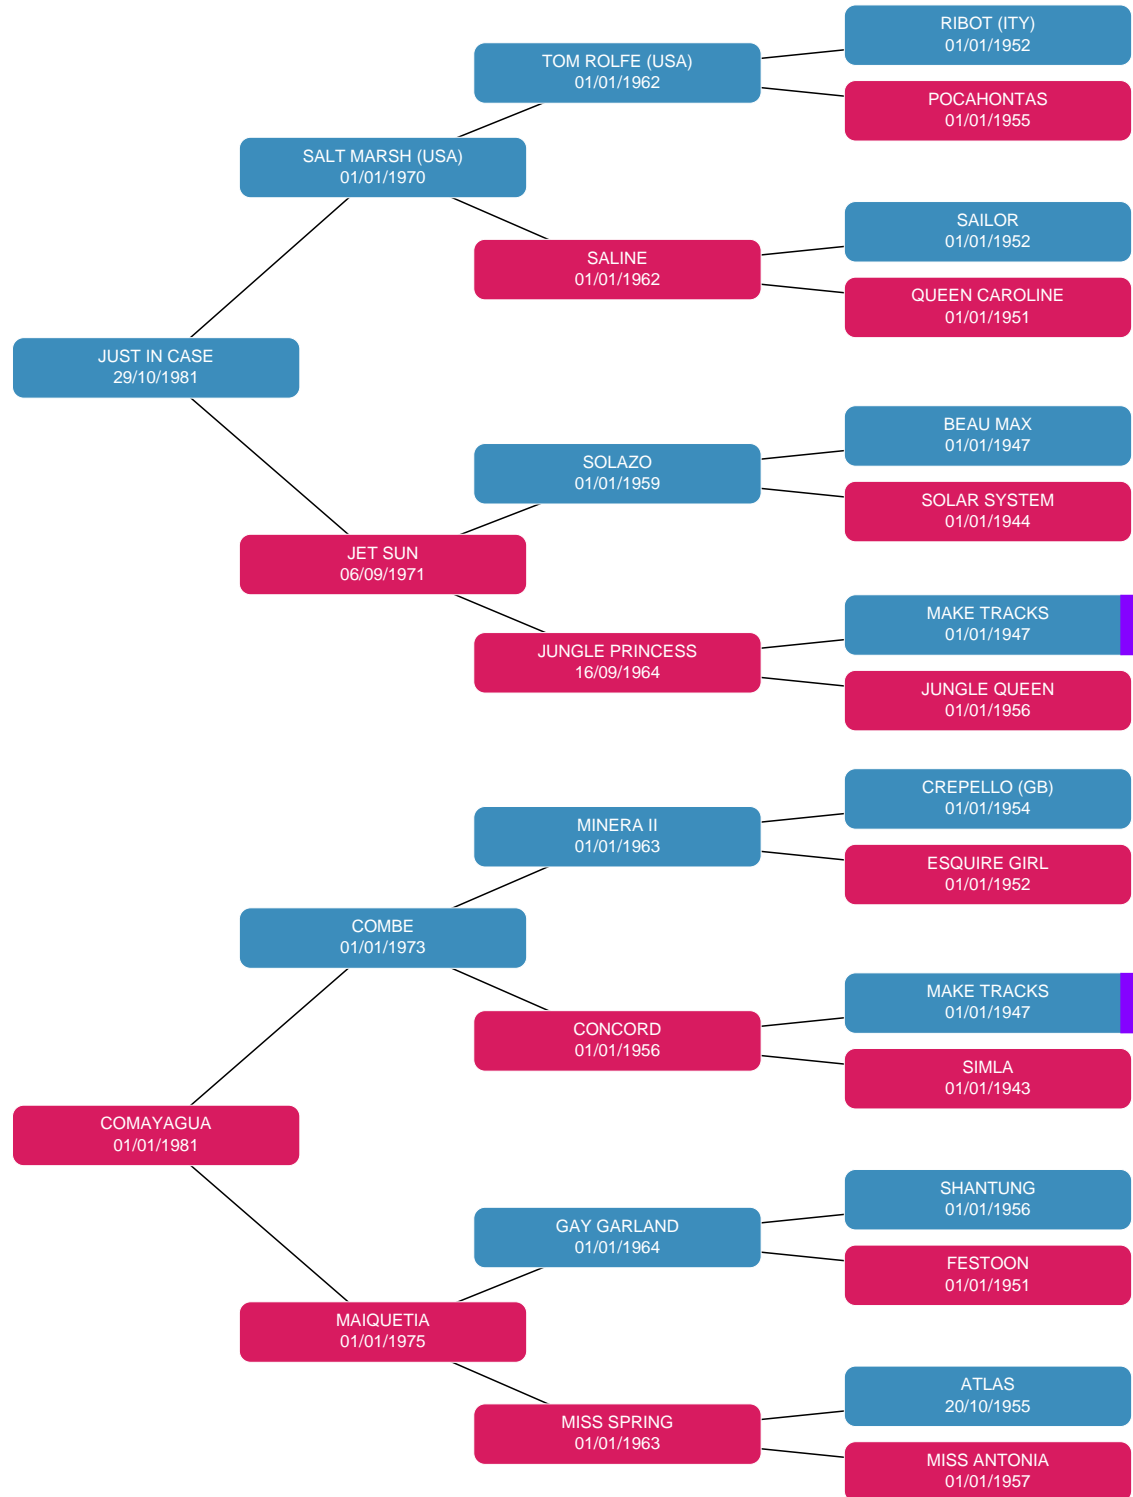 RIBOT (ITY)
01/01/1952
TOM ROLFE (USA)
01/01/1962
POCAHONTAS
01/01/1955
SALT MARSH (USA)
01/01/1970
SAILOR
01/01/1952
SALINE
01/01/1962
QUEEN CAROLINE
01/01/1951
JUST IN CASE
29/10/1981
BEAU MAX
01/01/1947
SOLAZO
01/01/1959
SOLAR SYSTEM
01/01/1944
JET SUN
06/09/1971
MAKE TRACKS
01/01/1947
JUNGLE PRINCESS
16/09/1964
JUNGLE QUEEN
01/01/1956
CREPELLO (GB)
01/01/1954
MINERA II
01/01/1963
ESQUIRE GIRL
01/01/1952
COMBE
01/01/1973
MAKE TRACKS
01/01/1947
CONCORD
01/01/1956
SIMLA
01/01/1943
COMAYAGUA
01/01/1981
SHANTUNG
01/01/1956
GAY GARLAND
01/01/1964
FESTOON
01/01/1951
MAIQUETIA
01/01/1975
ATLAS
20/10/1955
MISS SPRING
01/01/1963
MISS ANTONIA
01/01/1957